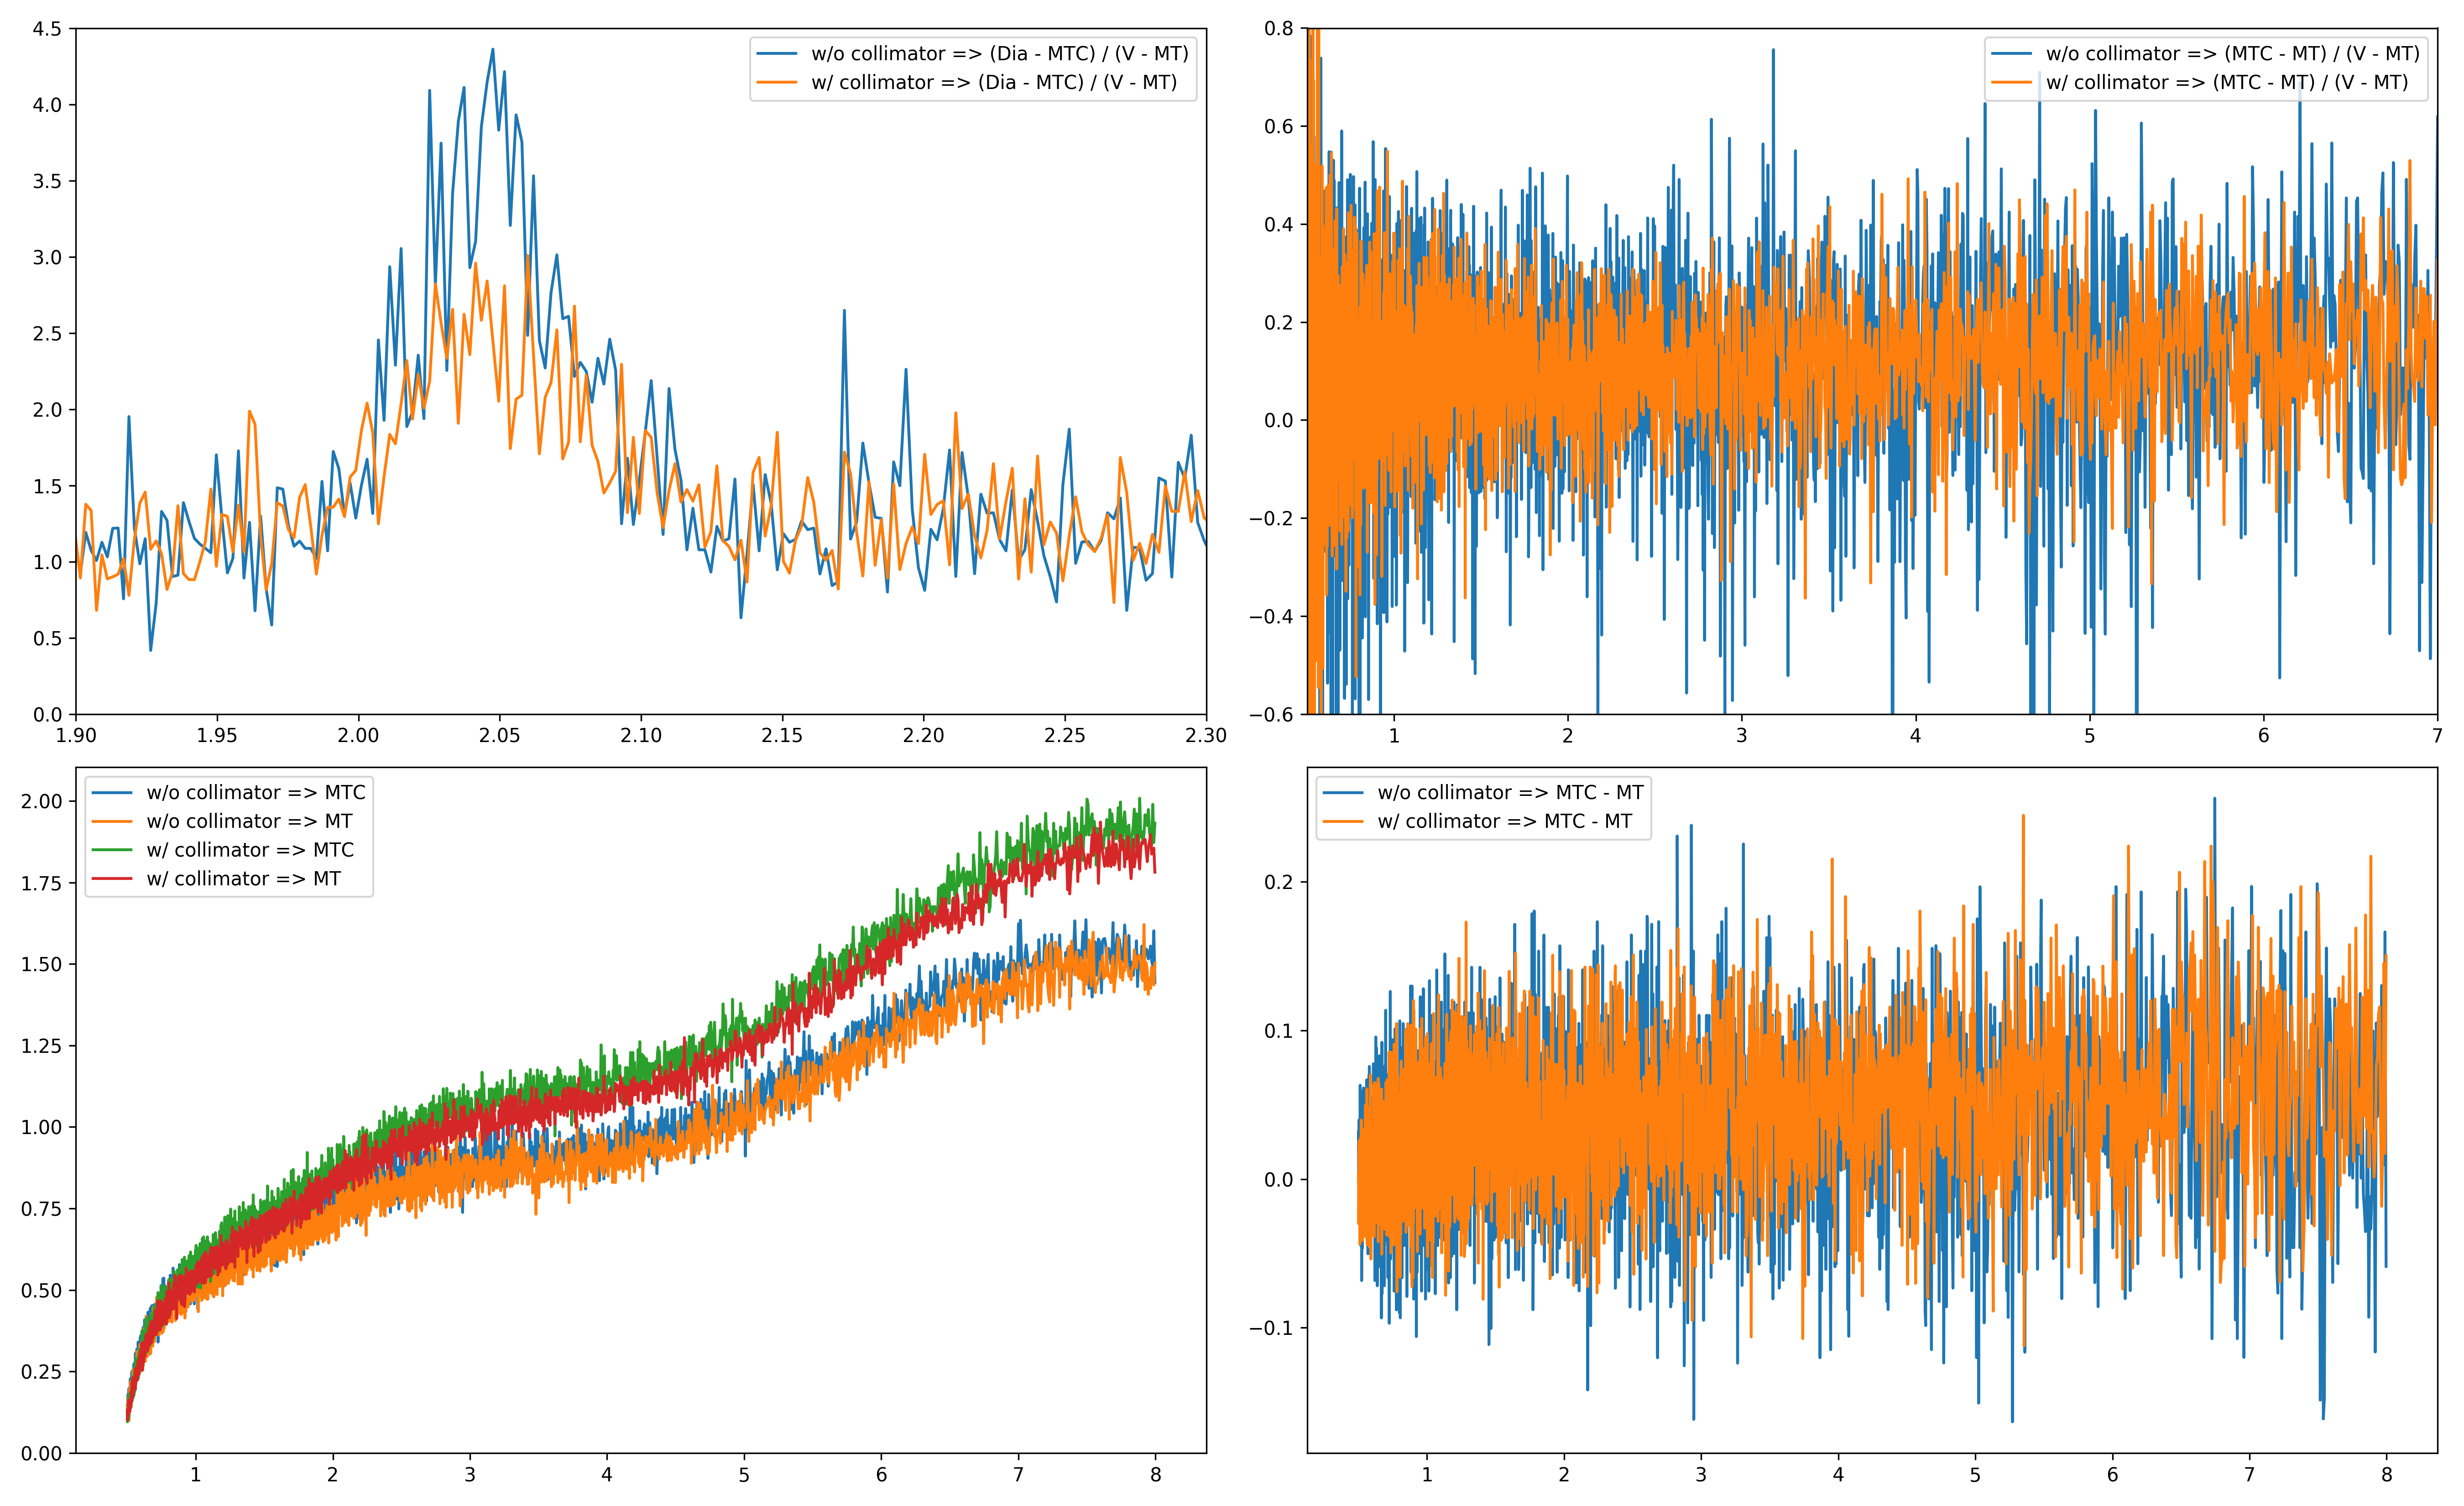 4.5
4.0
3.5
3.0
2.5
2.0
1.5
1.0
0.5
0.0
w/o collimator => (Dia - MTC) / (V - MT)
w/ collimator => (Dia - MTC) / (V - MT)
1.90 1.95 2.00 2.05 2.10 2.15 2.20 2.25 2.30
0.8
0.6
0.4
0.2
0.0
−0.2
−0.4
−0.6
w/o collimator => (MTC - MT) / (V - MT)
w/ collimator => (MTC - MT) / (V - MT)
1 2 3 4 5 6 7
2.00
1.75
1.50
1.25
1.00
0.75
0.50
0.25
0.00
w/o collimator => MTC
w/o collimator => MT
w/ collimator => MTC
w/ collimator => MT
1 2 3 4 5 6 7 8
0.2
0.1
0.0
−0.1
w/o collimator => MTC - MT
w/ collimator => MTC - MT
1 2 3 4 5 6 7 8